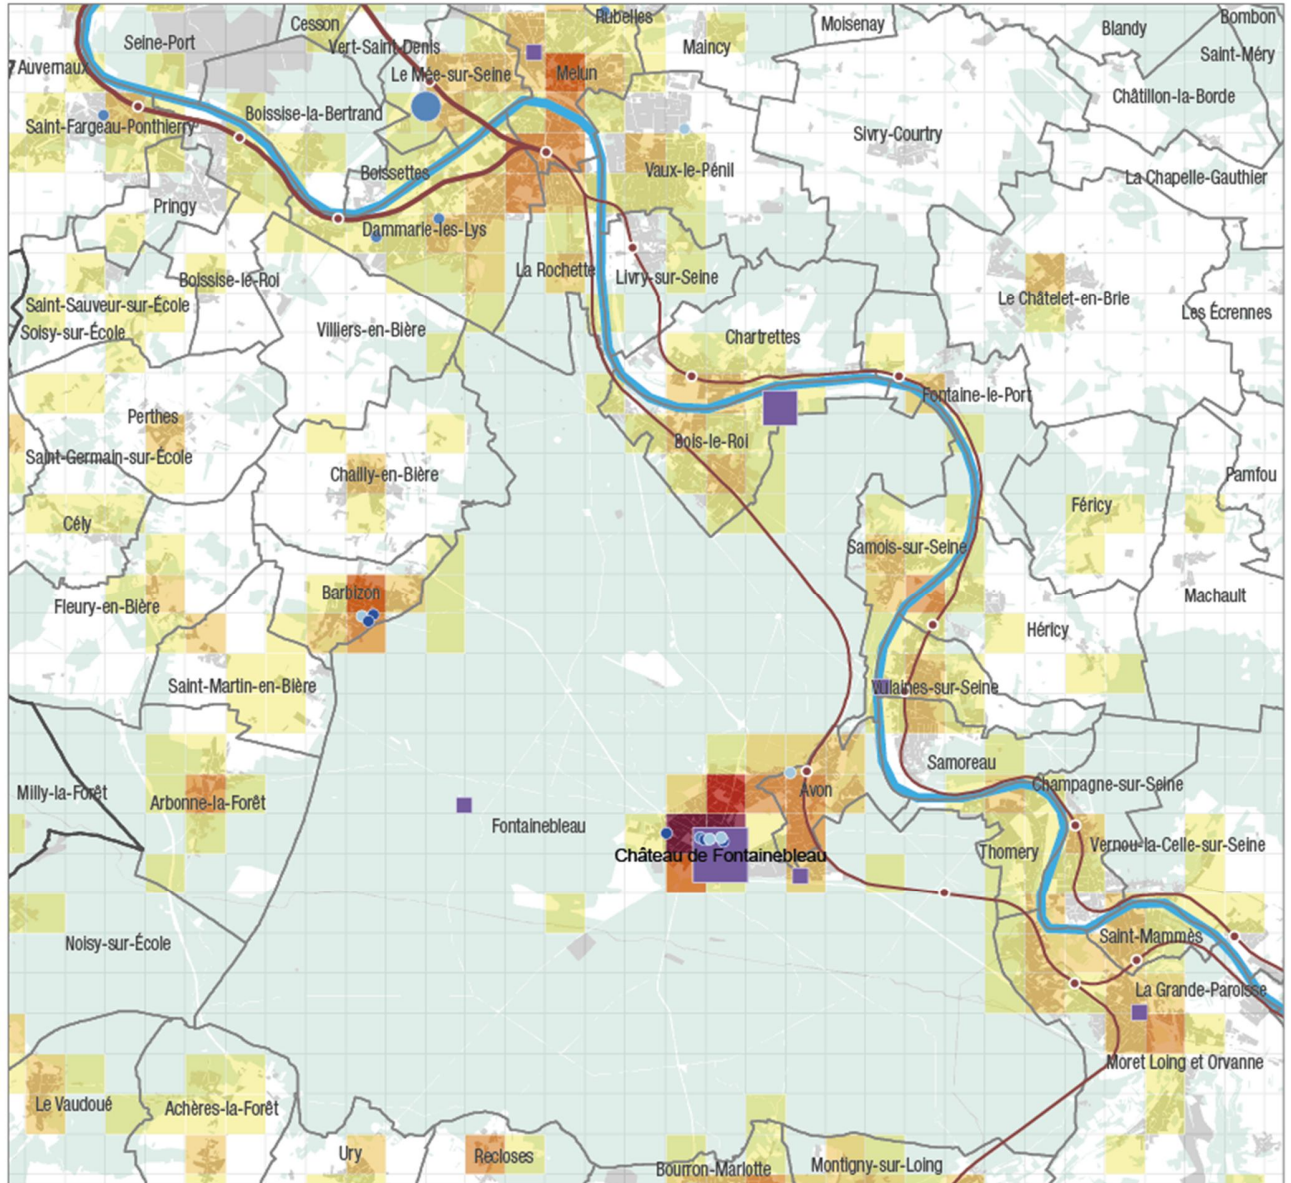 Cesson
Rubelles
Moisenay
Blandy
Bombon
Seine-Port
Vert-Saint-Denis
Maincy
Saint-Méry
Auvernaux
Le Mée-sur-Seine
Melun
Châtillon-la-Borde
Boissise-la-Bertrand
Saint-Fargeau-Ponthierry
Sivry-Courtry
Boissettes
Vaux-le-Pénil
La Chapelle-Gauthier
Pringy
Dammarie-les-Lys
La Rochette
Livry-sur-Seine
Boissise-le-Roi
Saint-Sauveur-sur-École
Le Châtelet-en-Brie
Les Écrennes
Soisy-sur-École
Villiers-en-Bière
Chartrettes
Fontaine-le-Port
Perthes
Bois-le-Roi
Saint-Germain-sur-École
Chailly-en-Bière
Pamfou
Féricy
Cély
Samois-sur-Seine
Barbizon
Fleury-en-Bière
Machault
Héricy
Saint-Martin-en-Bière
Vulaines-sur-Seine
Samoreau
Champagne-sur-Seine
Milly-la-Forêt
Arbonne-la-Forêt
Avon
Fontainebleau
Château de Fontainebleau
Thomery
Vernou-la-Celle-sur-Seine
Noisy-sur-École
Saint-Mammès
La Grande-Paroisse
Moret Loing et Orvanne
Le Vaudoué
Achères-la-Forêt
Ury
Recloses
Bourron-Marlotte
Montigny-sur-Loing